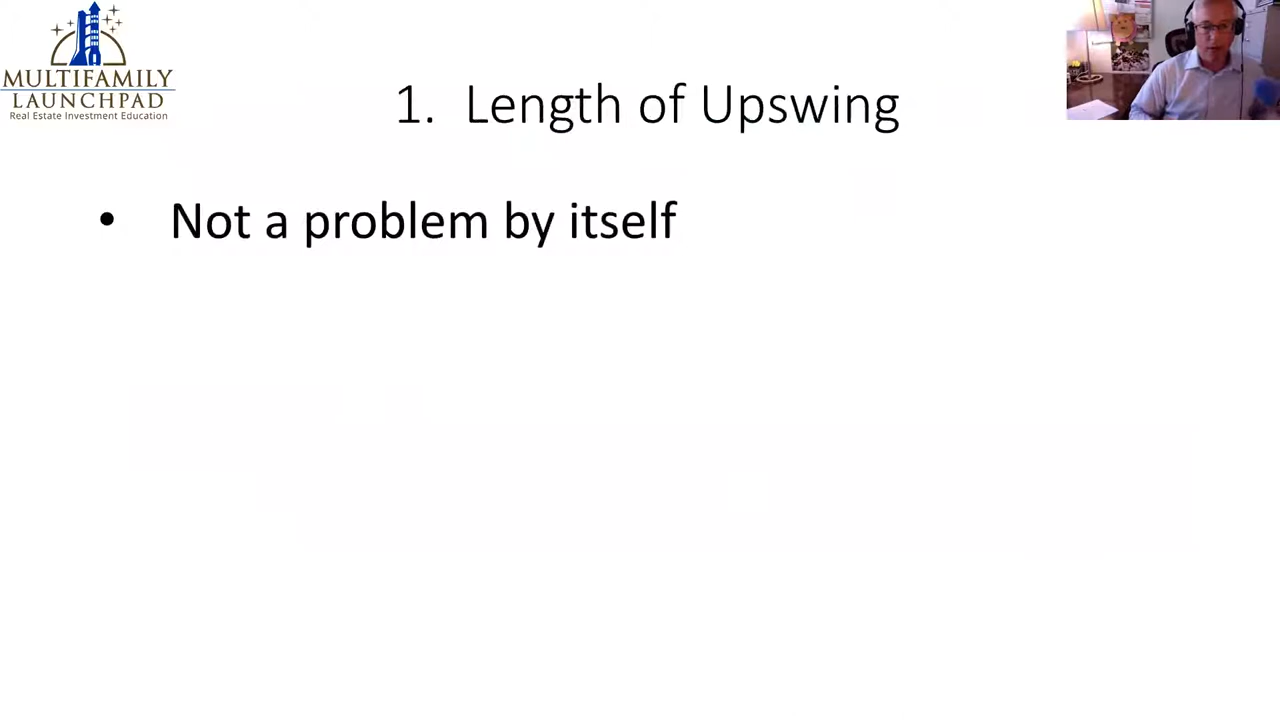 MULTIFAMILY
LAUNCHPAD
Real Estate Investment Education
1. Length of Upswing
• Not a problem by itself